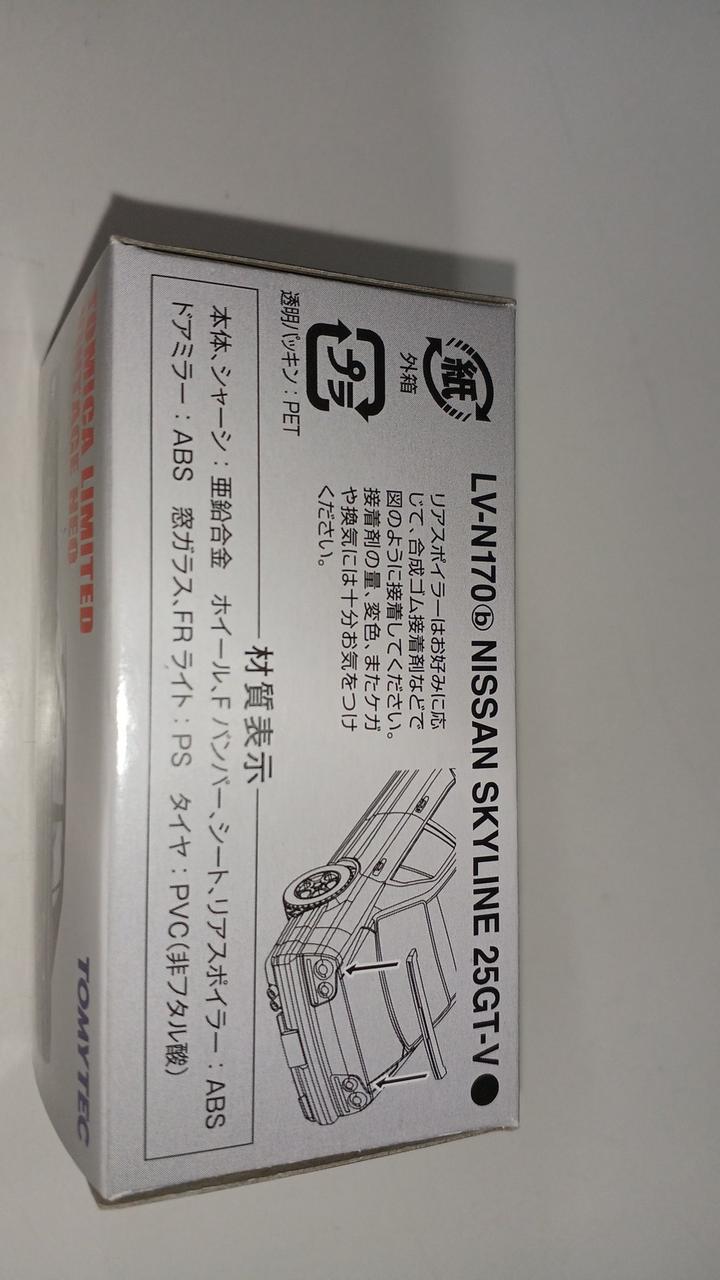 LV-N170ⓑ NISSAN SKYLINE 25GT-V
紙
外箱
プラ
透明パッキン：PET
リアスポイラーはお好みに応
じて、合成ゴム接着剤などで
図のように接着してください。
接着剤の量、変色、またケガ
や換気には十分お気をつけ
ください。
材質表示
本体、シャーシ：亜鉛合金　ホイール、Fバンパー、シート、リアスポイラー：ABS
ドアミラー：ABS　窓ガラス、FRライト：PS　タイヤ：PVC（非フタル酸）
TOMICA LIMITED
VINTAGE NEO
TOMYTEC